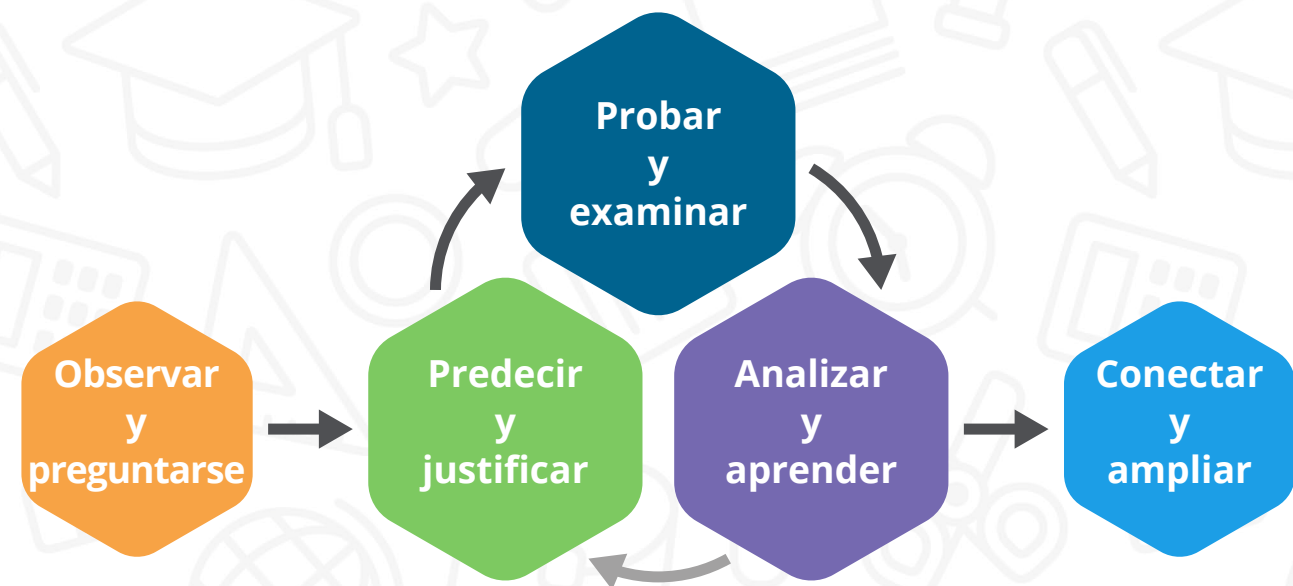 Observar
y
preguntarse
Predecir
y
justificar
Probar
y
examinar
Analizar
y
aprender
Conectar
y
ampliar